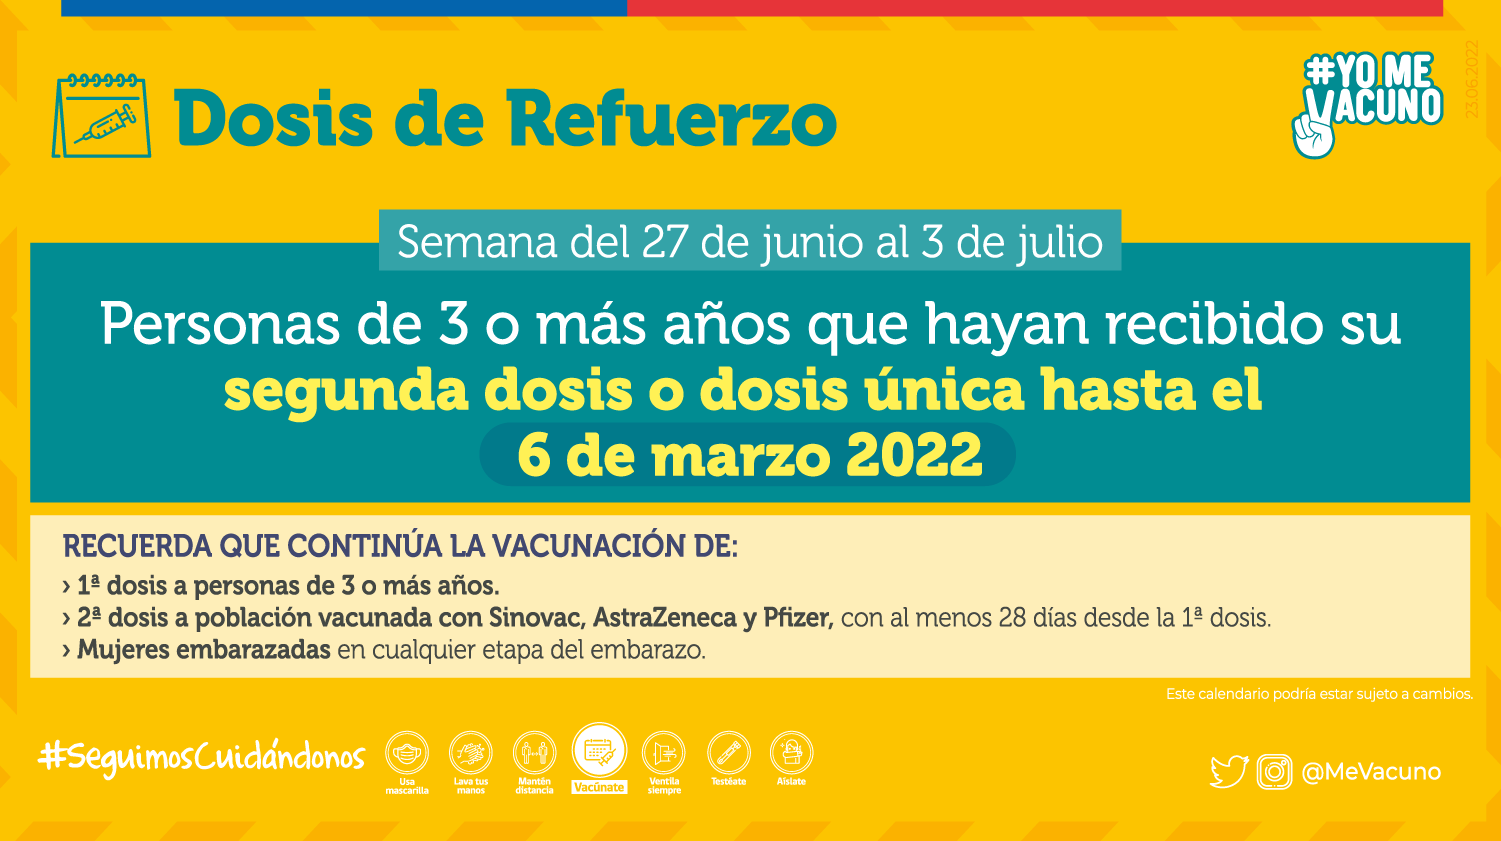 23.06.2022
#YO ME
VACUNO
Dosis de Refuerzo
Semana del 27 de junio al 3 de julio
Personas de 3 o más años que hayan recibido su
segunda dosis o dosis única hasta el
6 de marzo 2022
RECUERDA QUE CONTINÚA LA VACUNACIÓN DE:
› 1ª dosis a personas de 3 o más años.
› 2ª dosis a población vacunada con Sinovac, AstraZeneca y Pfizer, con al menos 28 días desde la 1ª dosis.
› Mujeres embarazadas en cualquier etapa del embarazo.
Este calendario podría estar sujeto a cambios.
#SeguimosCuidándonos
Usa
mascarilla
Lava tus
manos
Mantén
distancia
Vacúnate
Ventila
siempre
Testéate
Aíslate
@MeVacuno